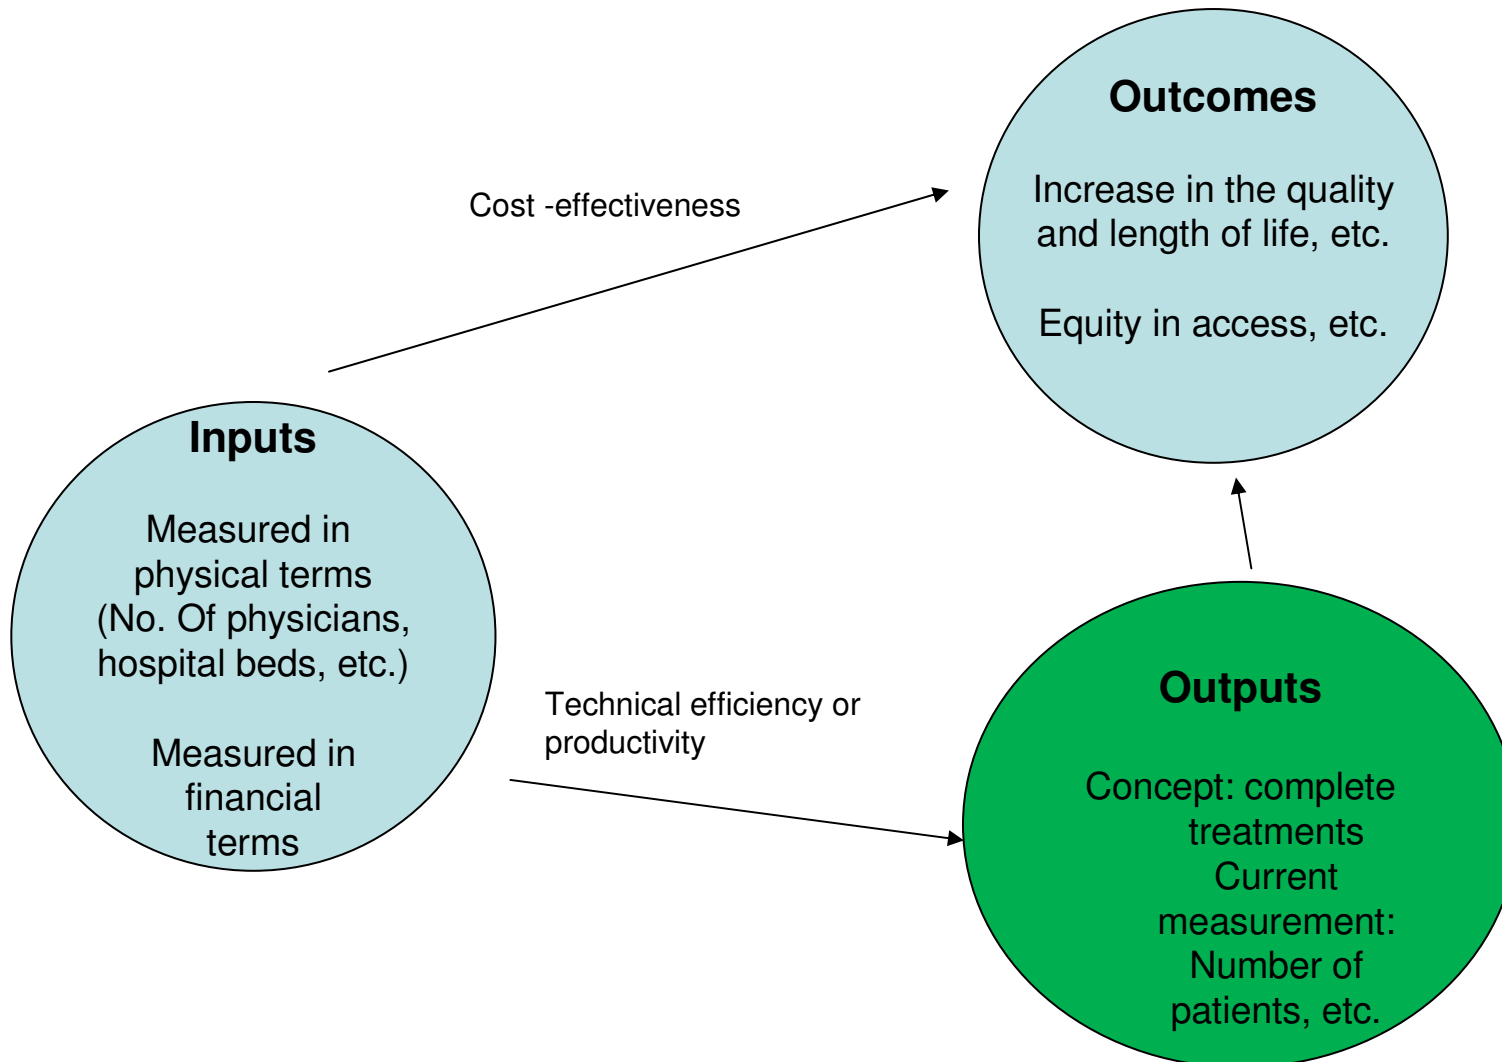 Outcomes
Increase in the quality
and length of life, etc.
Equity in access, etc.
Cost -effectiveness
Inputs
Measured in
physical terms
(No. Of physicians,
hospital beds, etc.)
Measured in
financial
terms
Technical efficiency or
productivity
Outputs
Concept: complete
treatments
Current
measurement:
Number of
patients, etc.